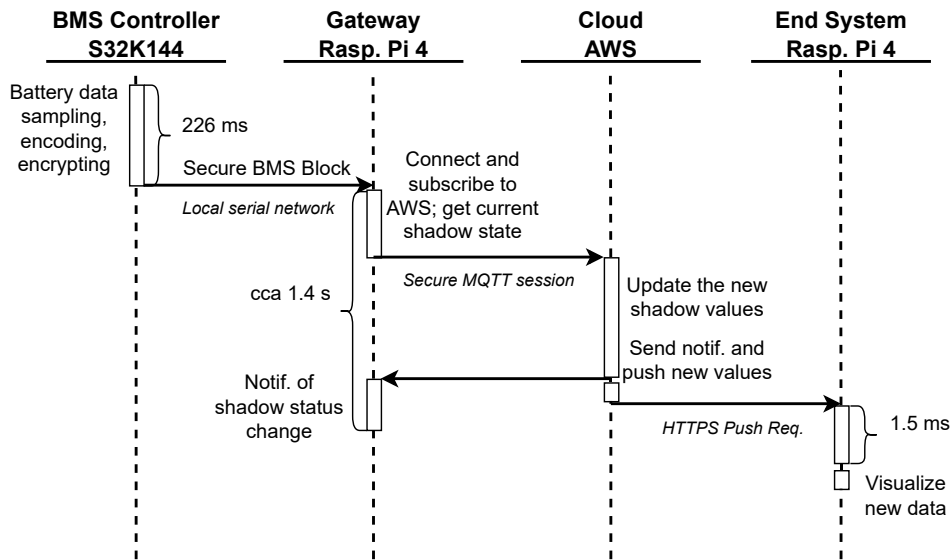 BMS Controller
S32K144
Gateway
Rasp. Pi 4
Cloud
AWS
End System
Rasp. Pi 4
Battery data
sampling,
encoding,
encrypting
226 ms
Secure BMS Block
Local serial network
Connect and
subscribe to
AWS; get current
shadow state
Secure MQTT session
cca 1.4 s
Update the new
shadow values
Send notif. and
push new values
Notif. of
shadow status
change
HTTPS Push Req.
1.5 ms
Visualize
new data